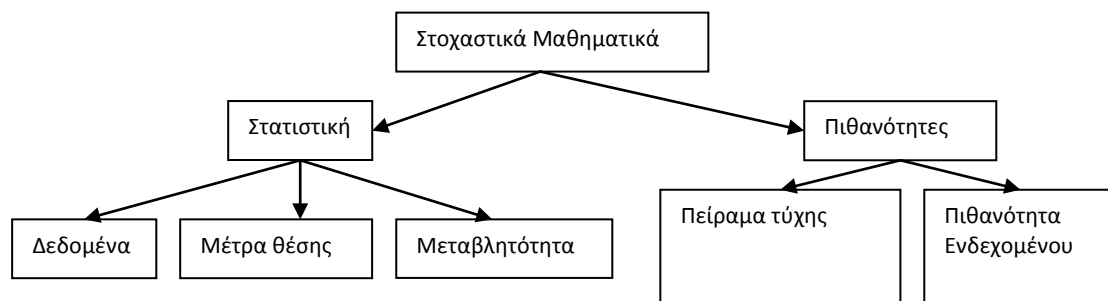 Στοχαστικά Μαθηματικά
Στατιστική
Πιθανότητες
Δεδομένα
Μέτρα θέσης
Μεταβλητότητα
Πείραμα τύχης
Πιθανότητα
Ενδεχομένου